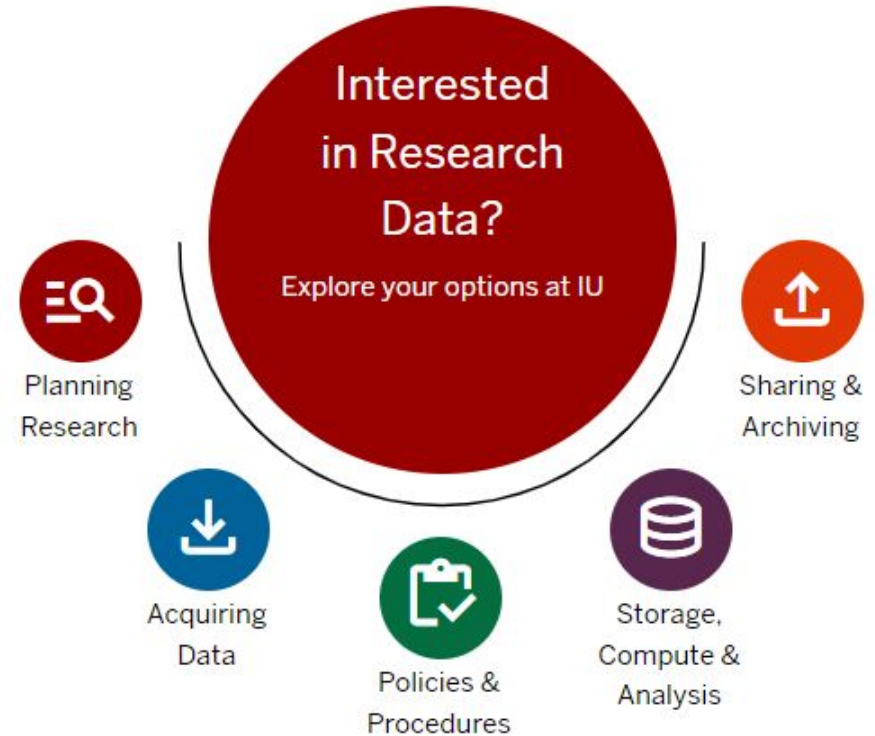 Interested
in Research
Data?
Explore your options at IU
Planning
Research
Acquiring
Data
Policies &
Procedures
Storage,
Compute &
Analysis
Sharing &
Archiving